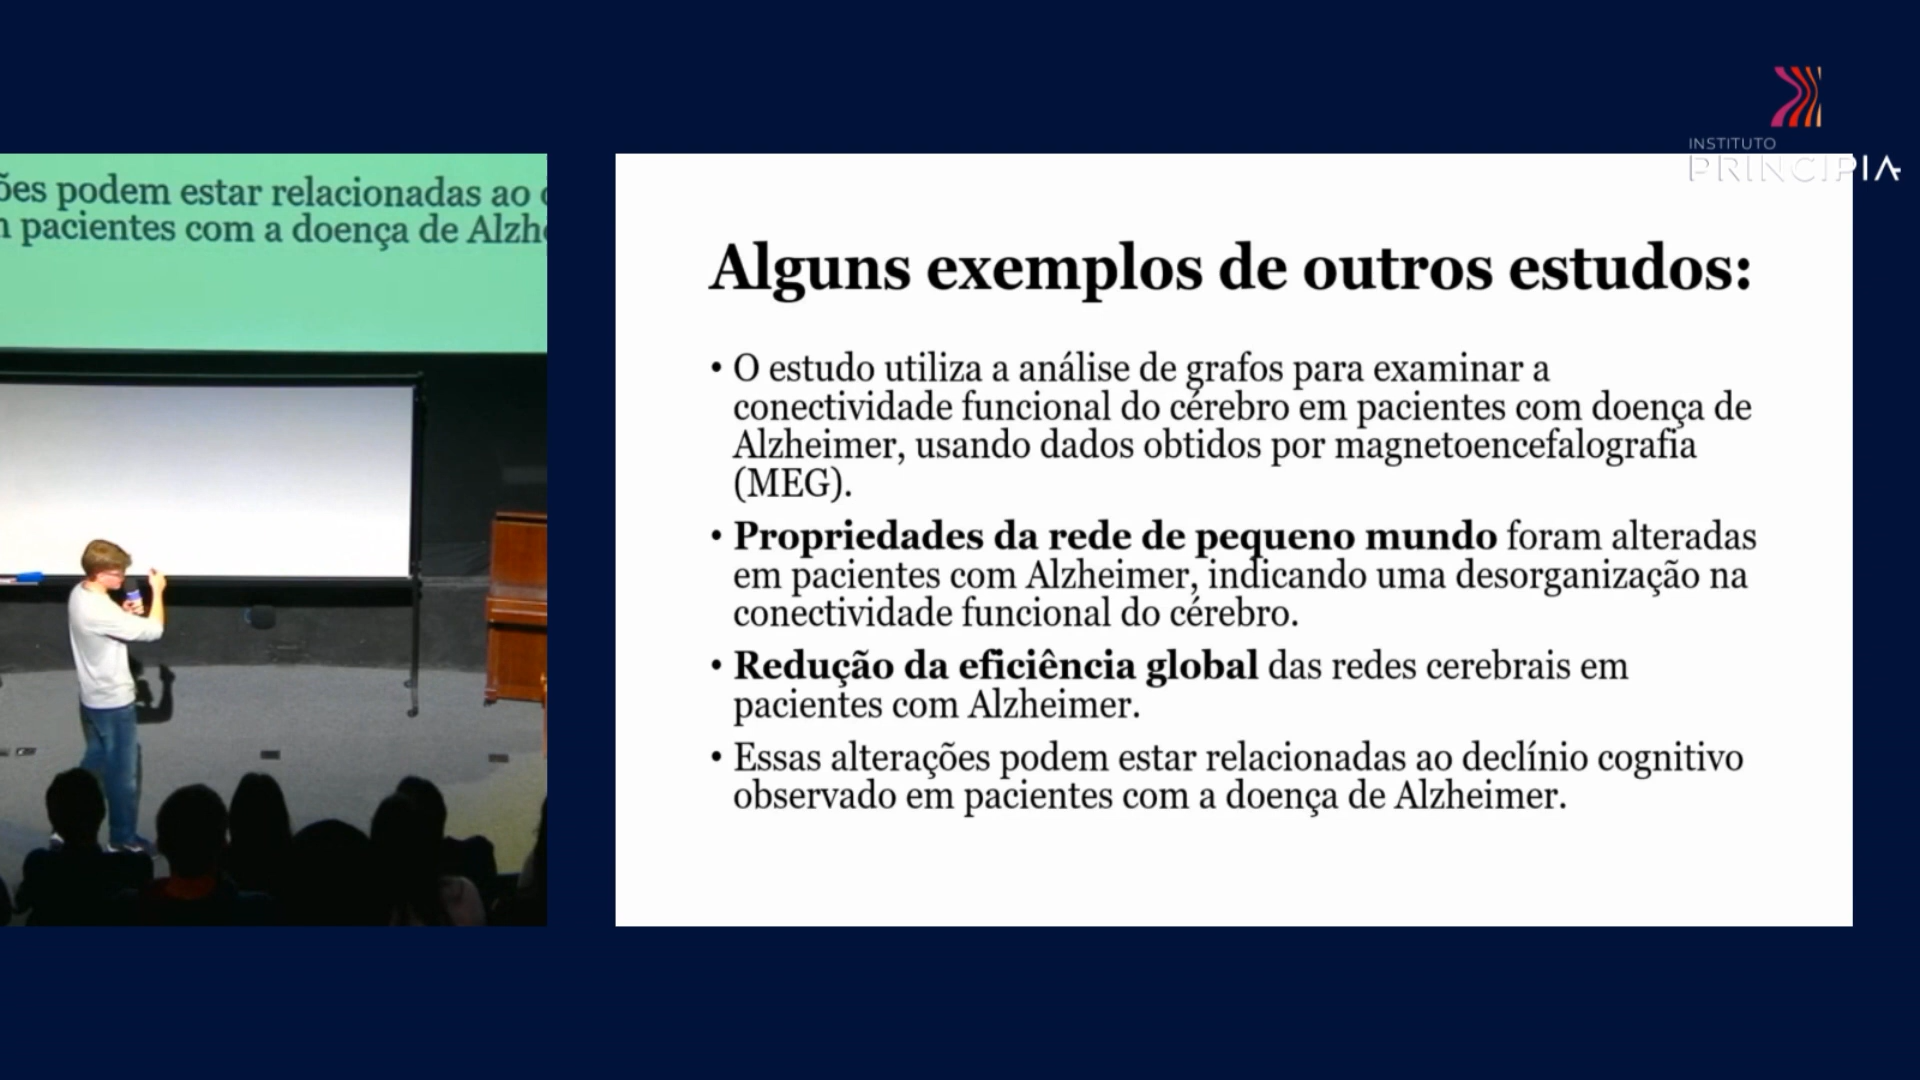 INSTITUTO
PRINCIPIA
ões podem estar relacionadas ao
pacientes com a doença de Alzh
Alguns exemplos de outros estudos:
• O estudo utiliza a análise de grafos para examinar a
conectividade funcional do cérebro em pacientes com doença de
Alzheimer, usando dados obtidos por magnetoencefalografia
(MEG).
• Propriedades da rede de pequeno mundo foram alteradas
em pacientes com Alzheimer, indicando uma desorganização na
conectividade funcional do cérebro.
• Redução da eficiência global das redes cerebrais em
pacientes com Alzheimer.
• Essas alterações podem estar relacionadas ao declínio cognitivo
observado em pacientes com a doença de Alzheimer.